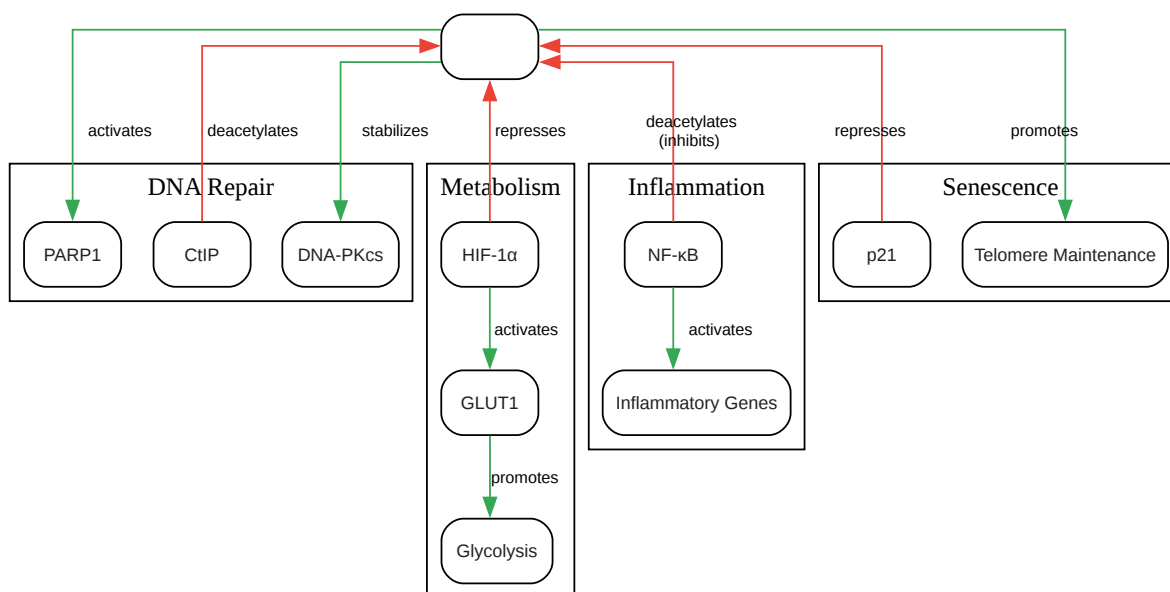 activates
deacetylates
stabilizes
represses
deacetylates
(inhibits)
represses
promotes
DNA Repair
Metabolism
Inflammation
Senescence
PARP1
CtIP
DNA-PKcs
HIF-1α
NF-κB
p21
Telomere Maintenance
activates
activates
GLUT1
Inflammatory Genes
promotes
Glycolysis